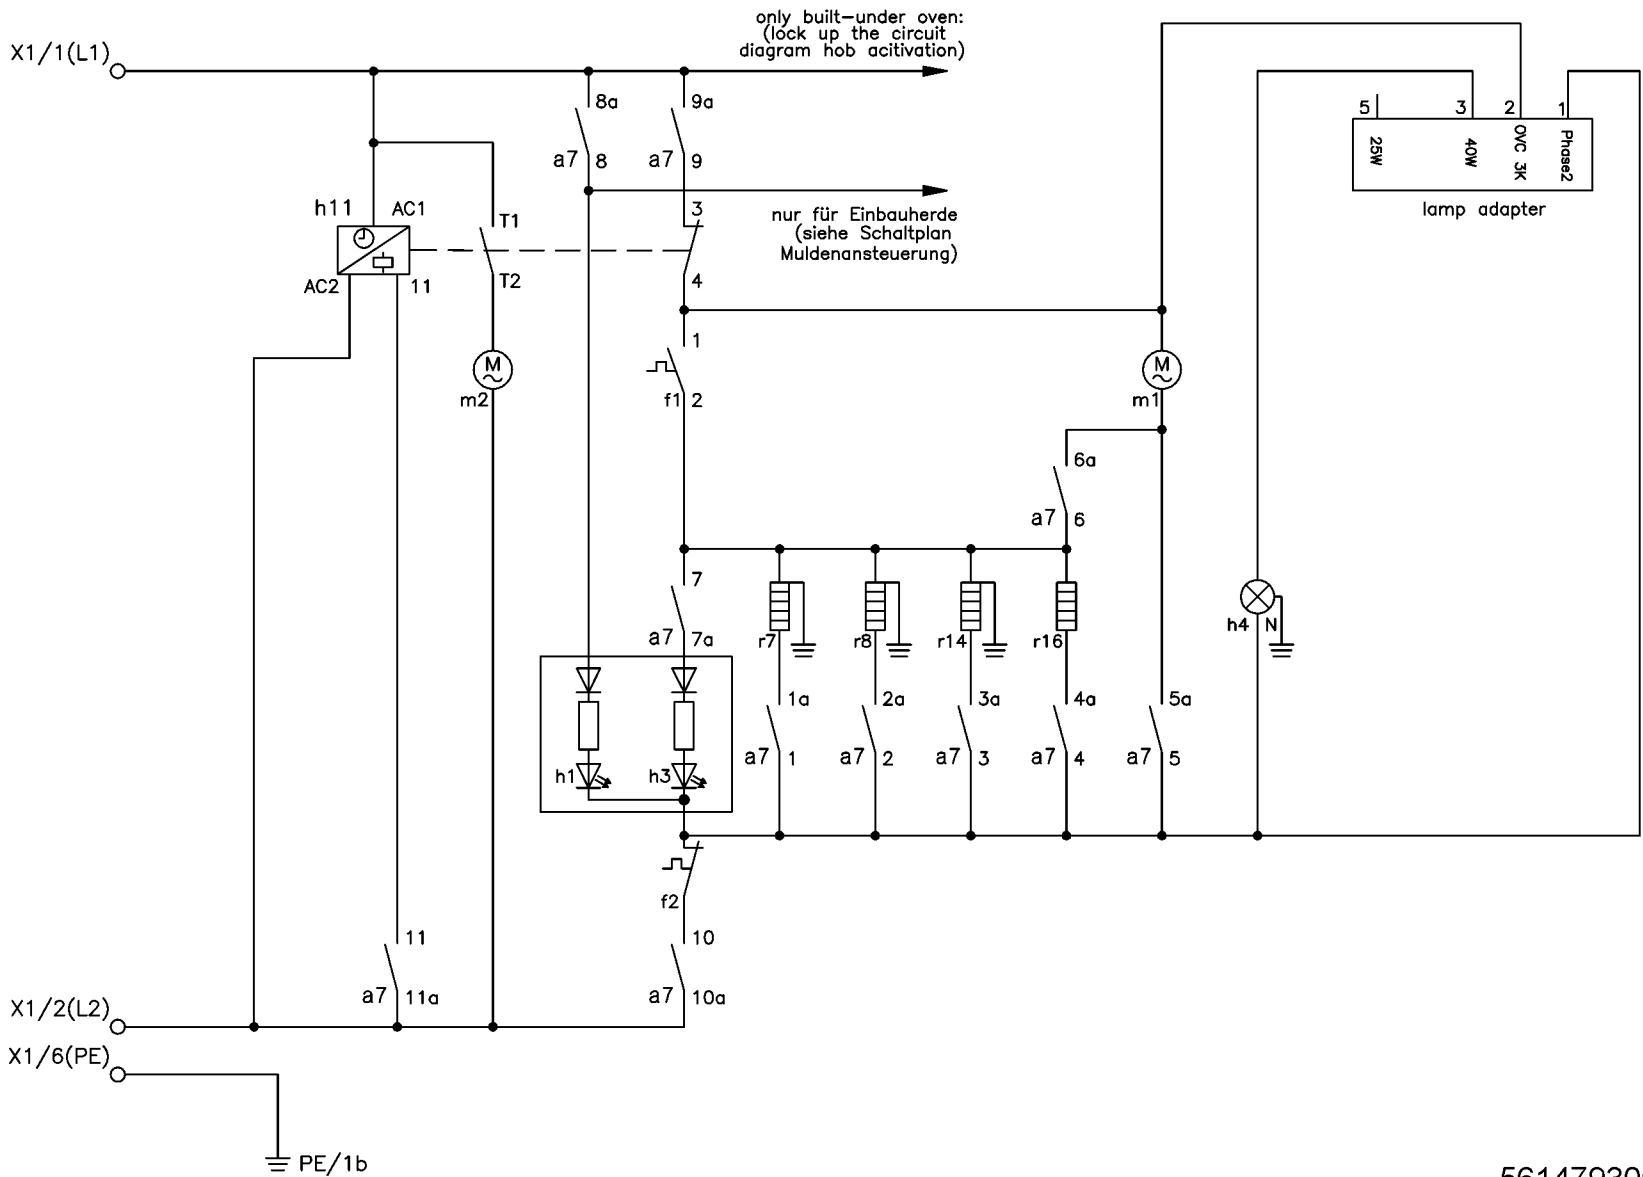 only built-under oven:
(lock up the circuit
diagram hob acitivation)
X1/1(L1)
8a
9a
a7 8
a7 9
5
3
2
1
25W
40W
OVC 3K
Phase2
lamp adapter
h11
AC1
T1
3
nur für Einbauherde
(siehe Schaltplan
Muldenansteuerung)
AC2
11
T2
4
1
M
m2
f1 2
M
m1
6a
a7 6
7
a7 7a
r7
r8
r14
r16
h4 N
1a
2a
3a
4a
5a
a7 1
a7 2
a7 3
a7 4
a7 5
h1
h3
f2
11
10
a7 11a
a7 10a
X1/2(L2)
X1/6(PE)
PE/1b